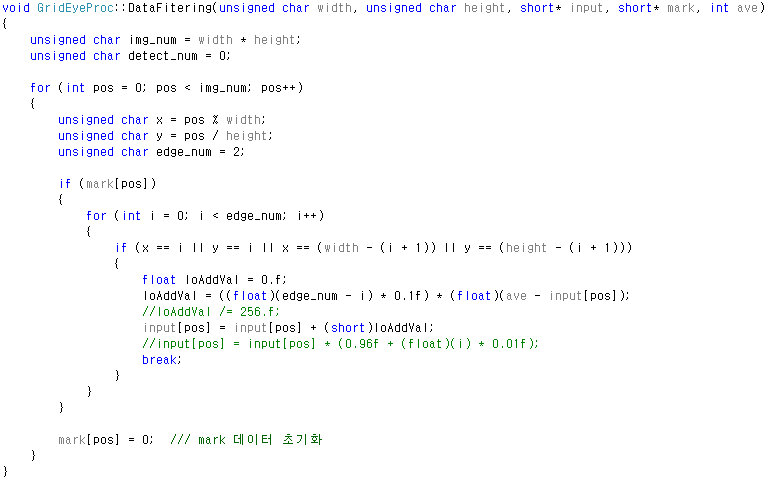 void GridEyeProc::DataFitering(unsigned char width, unsigned char height, short* input, short* mark, int ave)
{
    unsigned char img_num = width * height;
    unsigned char detect_num = 0;

    for (int pos = 0; pos < img_num; pos++)
    {
        unsigned char x = pos % width;
        unsigned char y = pos / height;
        unsigned char edge_num = 2;

        if (mark[pos])
        {
            for (int i = 0; i < edge_num; i++)
            {
                if (x == i || y == i || x == (width - (i + 1)) || y == (height - (i + 1)))
                {
                    float loAddVal = 0.f;
                    loAddVal = ((float)(edge_num - i) * 0.1f) * (float)(ave - input[pos]);
                    //loAddVal /= 256.f;
                    input[pos] = input[pos] + (short)loAddVal;
                    //input[pos] = input[pos] * (0.96f + (float)(i) * 0.01f);
                    break;
                }
            }
        }

        mark[pos] = 0;  /// mark 데이터 초기화
    }
}